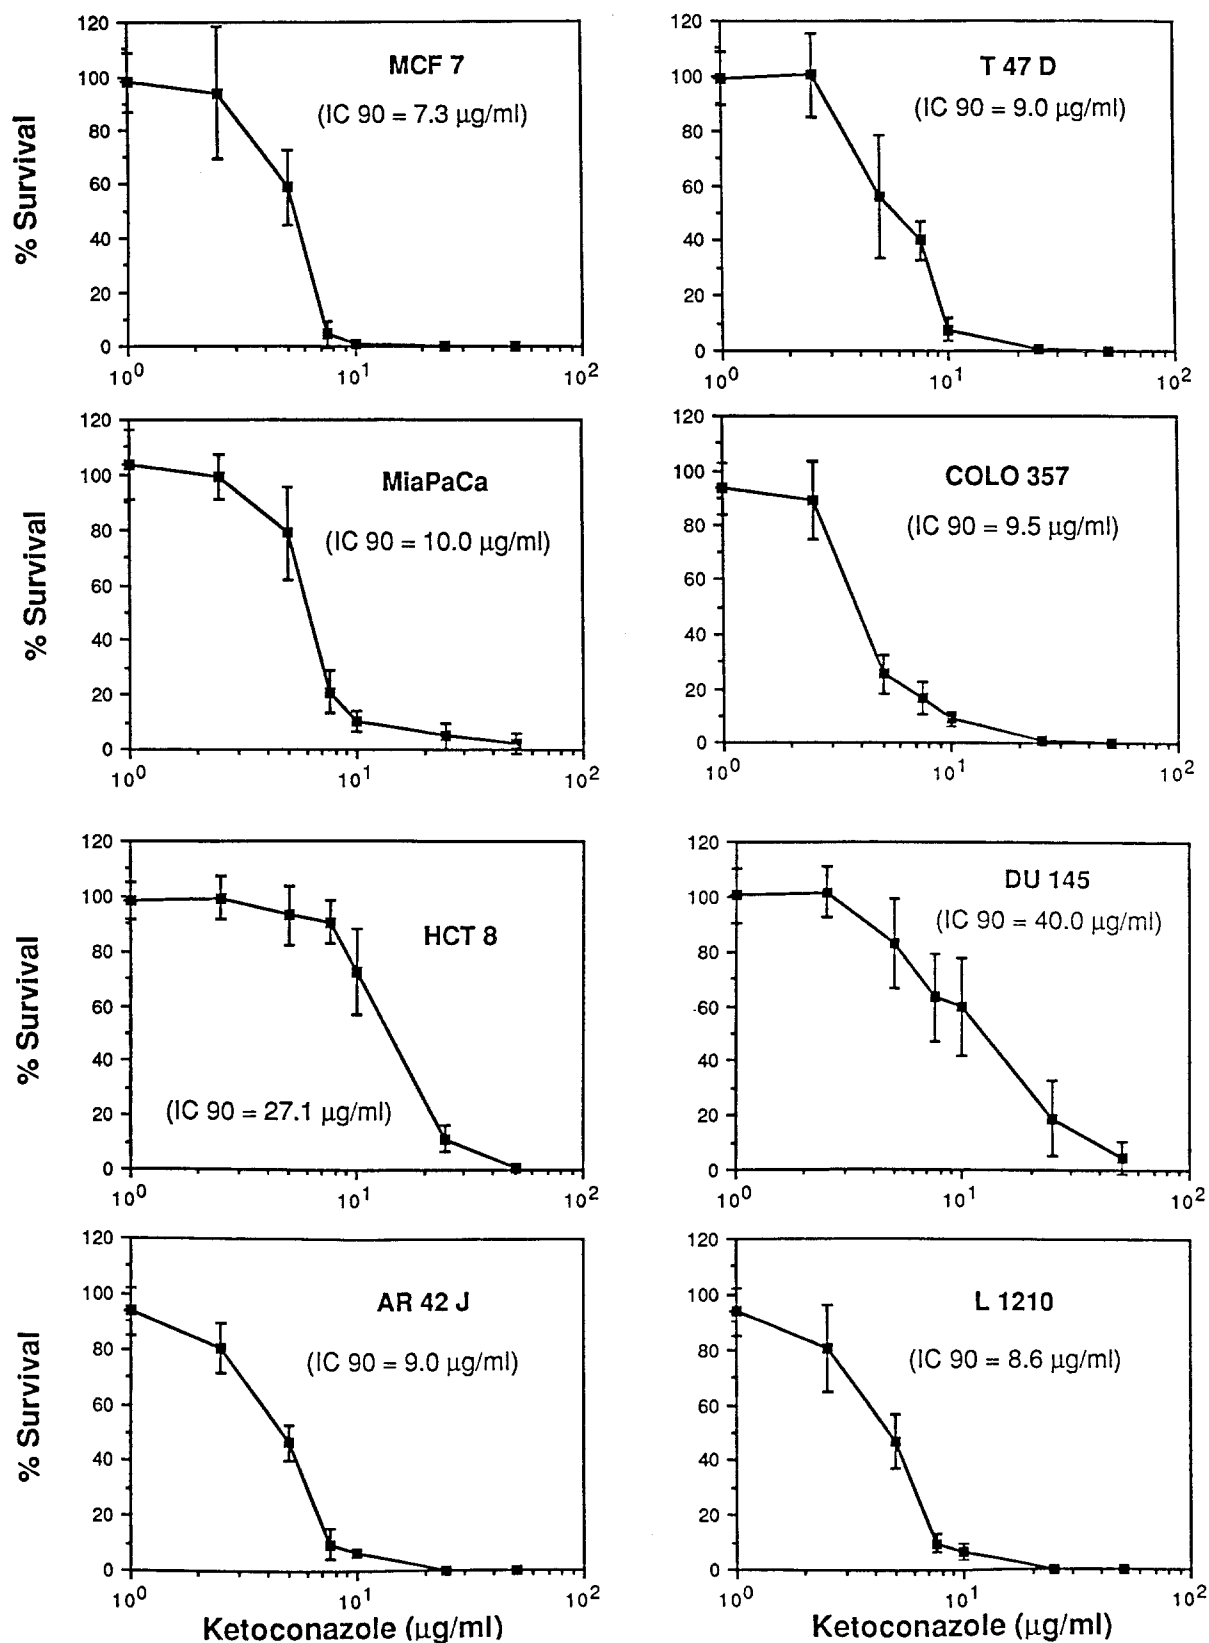 120
100
80
60
40
20
0
% Survival
MCF 7
(IC 90 = 7.3 µg/ml)
10⁰ 10¹ 10²
120
100
80
60
40
20
0
T 47 D
(IC 90 = 9.0 µg/ml)
10⁰ 10¹ 10²
120
100
80
60
40
20
0
% Survival
MiaPaCa
(IC 90 = 10.0 µg/ml)
10⁰ 10¹ 10²
120
100
80
60
40
20
0
COLO 357
(IC 90 = 9.5 µg/ml)
10⁰ 10¹ 10²
120
100
80
60
40
20
0
% Survival
HCT 8
(IC 90 = 27.1 µg/ml)
10⁰ 10¹ 10²
120
100
80
60
40
20
0
DU 145
(IC 90 = 40.0 µg/ml)
10⁰ 10¹ 10²
120
100
80
60
40
20
0
% Survival
AR 42 J
(IC 90 = 9.0 µg/ml)
10⁰ 10¹ 10²
Ketoconazole (µg/ml)
120
100
80
60
40
20
0
L 1210
(IC 90 = 8.6 µg/ml)
10⁰ 10¹ 10²
Ketoconazole (µg/ml)